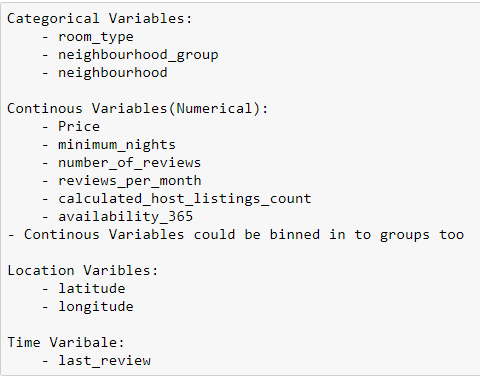 Categorical Variables:
    - room_type
    - neighbourhood_group
    - neighbourhood
Continous Variables(Numerical):
    - Price
    - minimum_nights
    - number_of_reviews
    - reviews_per_month
    - calculated_host_listings_count
    - availability_365
- Continous Variables could be binned in to groups too
Location Varibles:
    - latitude
    - longitude
Time Varibale:
    - last_review